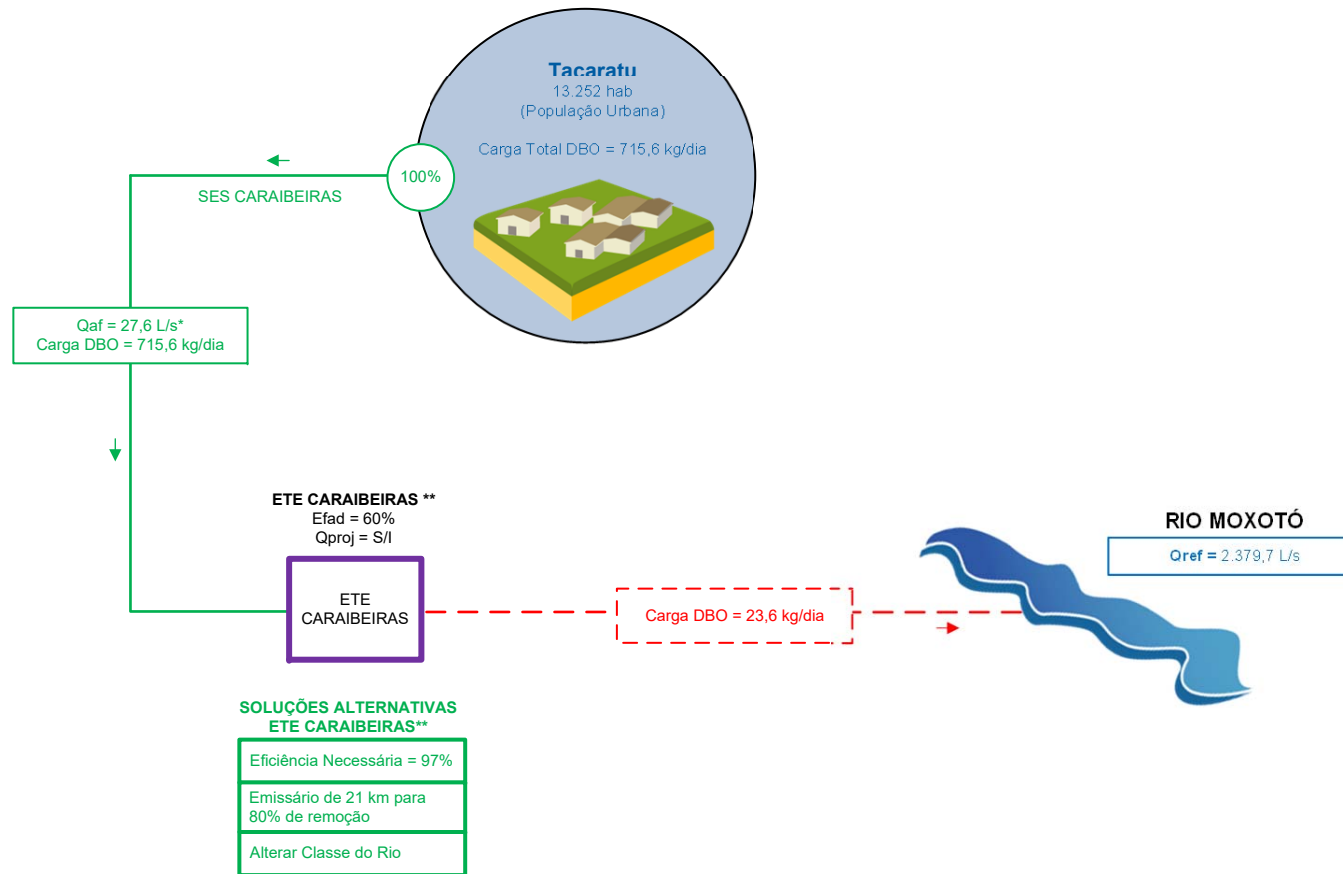 Tacaratu
13.252 hab
(População Urbana)
Carga Total DBO = 715,6 kg/dia
100%
SES CARAIBEIRAS
Qaf = 27,6 L/s*
Carga DBO = 715,6 kg/dia
ETE CARAIBEIRAS **
Efad = 60%
Qproj = S/I
ETE
CARAIBEIRAS
Carga DBO = 23,6 kg/dia
RIO MOXOTÓ
Qref = 2.379,7 L/s
SOLUÇÕES ALTERNATIVAS
ETE CARAIBEIRAS**
Eficiência Necessária = 97%
Emissário de 21 km para
80% de remoção
Alterar Classe do Rio